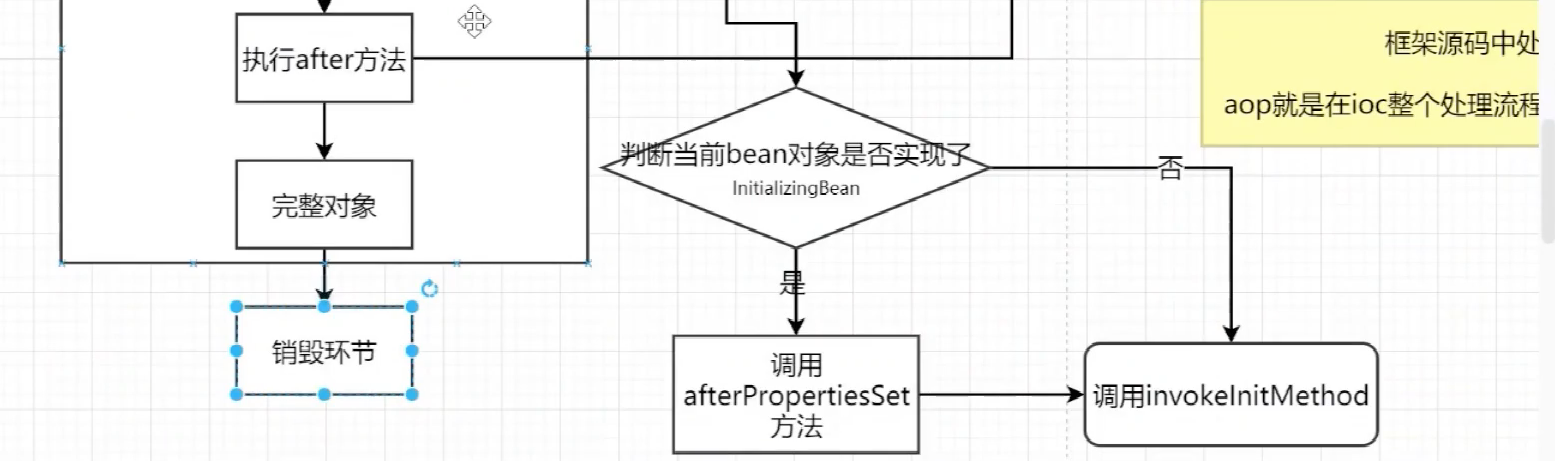 执行after方法
完整对象
销毁环节
判断当前bean对象是否实现了
InitializingBean
否
是
调用
afterPropertiesSet
方法
调用invokeInitMethod
框架源码中处
aop就是在ioc整个处理流程